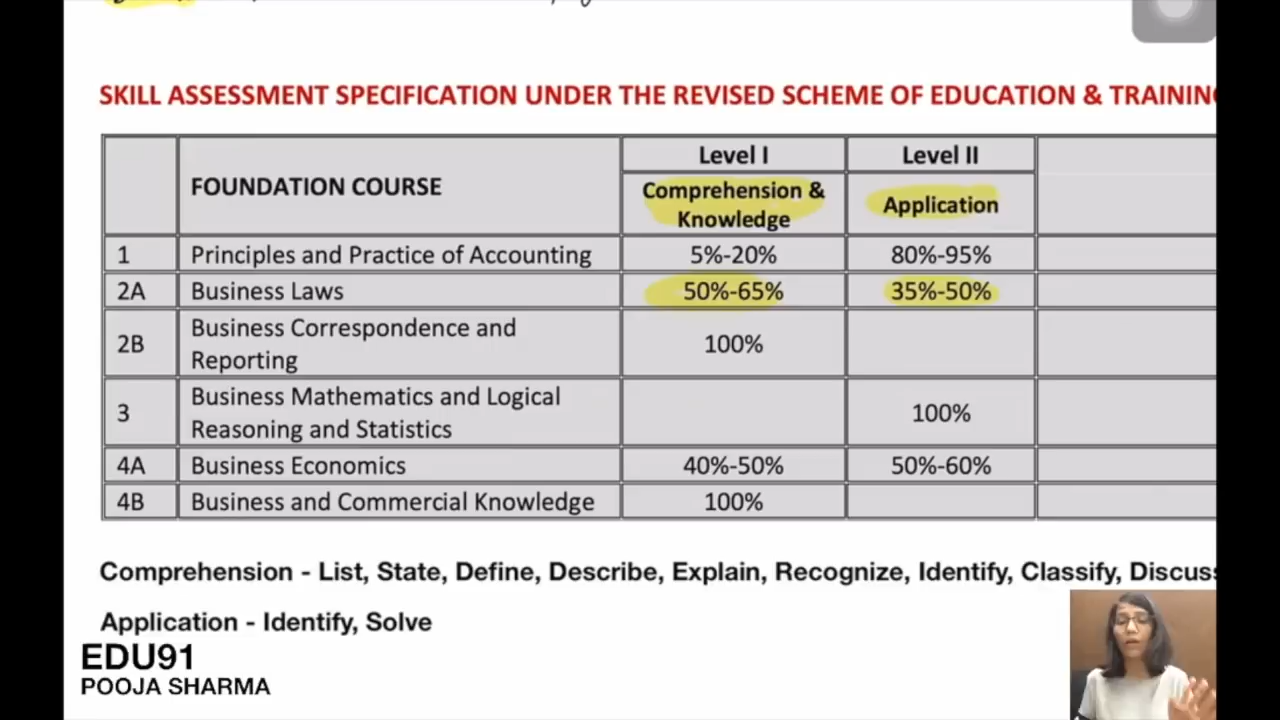 SKILL ASSESSMENT SPECIFICATION UNDER THE REVISED SCHEME OF EDUCATION & TRAINING
FOUNDATION COURSE
Level I
Level II
Comprehension &
Knowledge
Application
1 Principles and Practice of Accounting 5%-20% 80%-95%
2A Business Laws 50%-65% 35%-50%
2B Business Correspondence and
Reporting 100%
3 Business Mathematics and Logical
Reasoning and Statistics 100%
4A Business Economics 40%-50% 50%-60%
4B Business and Commercial Knowledge 100%
Comprehension - List, State, Define, Describe, Explain, Recognize, Identify, Classify, Discuss
Application - Identify, Solve
EDU91
POOJA SHARMA